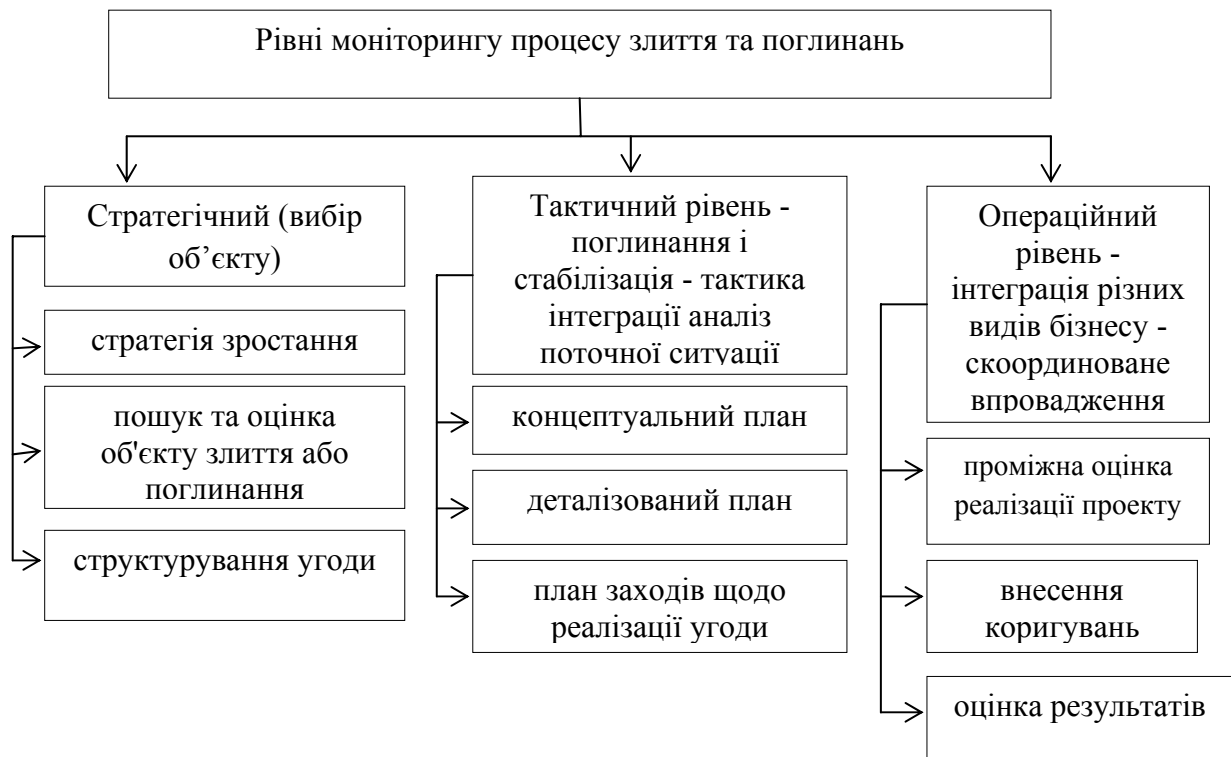 Рівні моніторингу процесу злиття та поглинань
Стратегічний (вибір
об’єкту)
стратегія зростання
пошук та оцінка
об'єкту злиття або
поглинання
структурування угоди
Тактичний рівень -
поглинання і
стабілізація - тактика
інтеграції аналіз
поточної ситуації
концептуальний план
деталізований план
план заходів щодо
реалізації угоди
Операційний
рівень -
інтеграція різних
видів бізнесу -
скоординоване
впровадження
проміжна оцінка
реалізації проекту
внесення
коригувань
оцінка результатів